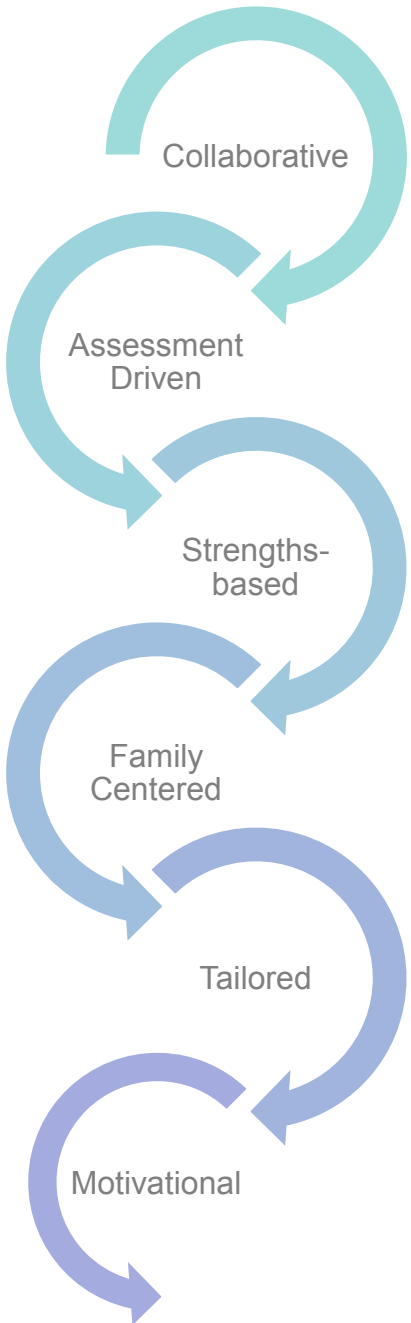 Collaborative
Assessment
Driven
Strengths-
based
Family
Centered
Tailored
Motivational